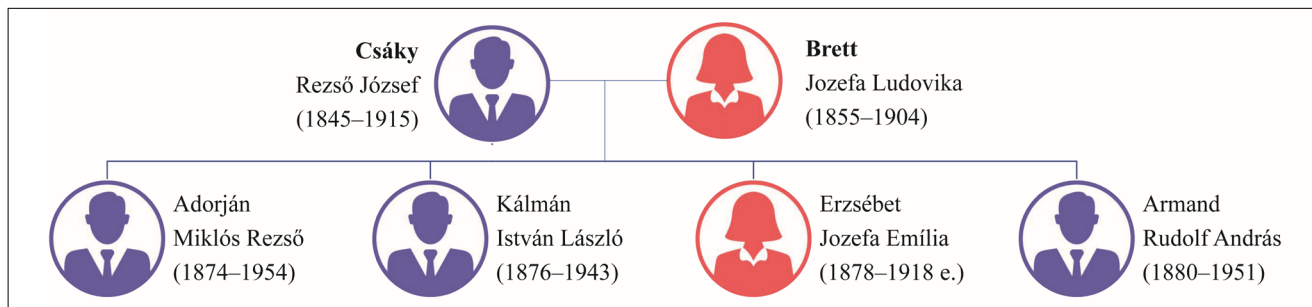 Csáky
Rezső József
(1845–1915)
Brett
Jozefa Ludovika
(1855–1904)
Adorján
Miklós Rezső
(1874–1954)
Kálmán
István László
(1876–1943)
Erzsébet
Jozefa Emília
(1878–1918 e.)
Armand
Rudolf András
(1880–1951)